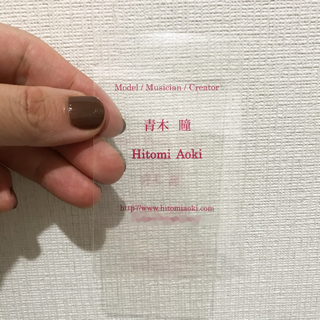 Model / Musician / Creator
青木 瞳
Hitomi Aoki
http://www.hitomiaoki.com